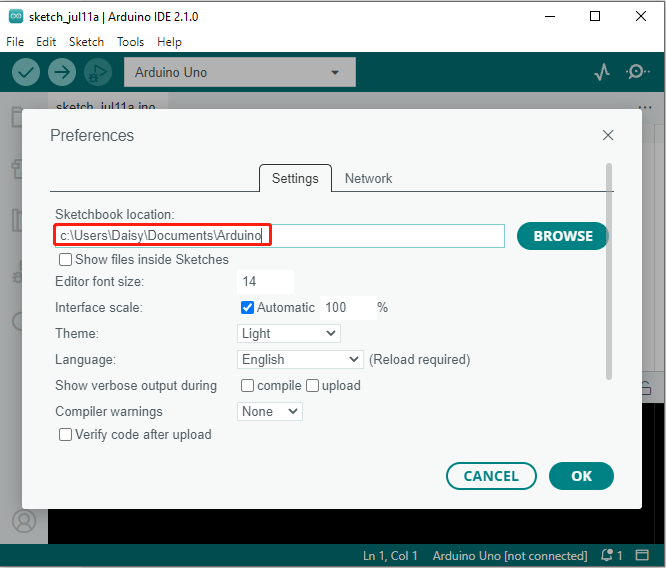 sketch_jul11a | Arduino IDE 2.1.0
File Edit Sketch Tools Help
Arduino Uno
sketch_jul11a.ino
...
Preferences
Settings Network
Sketchbook location:
c:\Users\Daisy\Documents\Arduino
BROWSE
Show files inside Sketches
Editor font size: 14
Interface scale: Automatic 100 %
Theme: Light
Language: English (Reload required)
Show verbose output during compile upload
Compiler warnings None
Verify code after upload
CANCEL OK
Ln 1, Col 1 Arduino Uno [not connected] 1